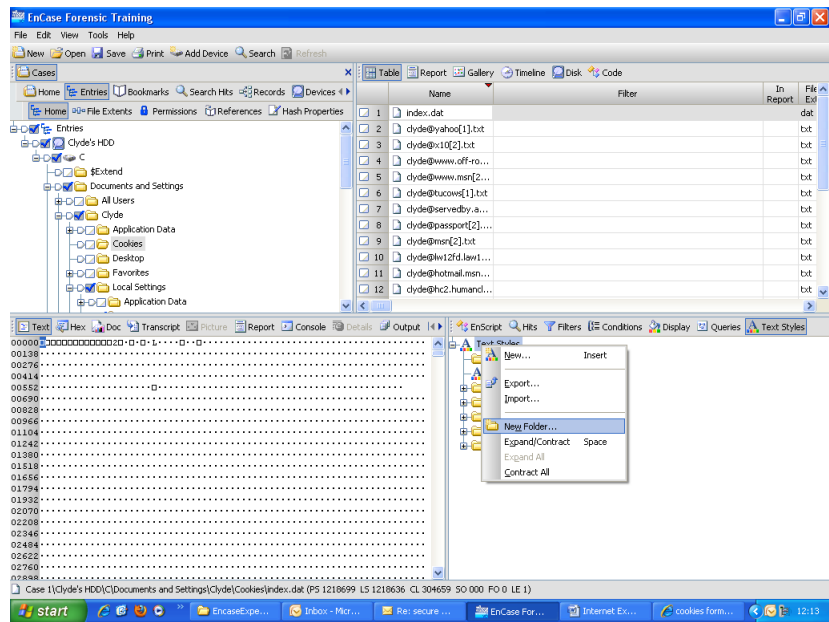 EnCase Forensic Training
File Edit View Tools Help
New Open Save Print Add Device Search Refresh
Cases
Home Entries Bookmarks Search Hits Records Devices
Home File Extents Permissions References Hash Properties
Entries
Clyde's HDD
C
$Extend
Documents and Settings
All Users
Clyde
Application Data
Cookies
Desktop
Favorites
Local Settings
Application Data
Table Report Gallery Timeline Disk Code
Name Filter In Report File Ext
1 index.dat dat
2 clyde@yahoo[1].txt txt
3 clyde@x10[2].txt txt
4 clyde@www.off-ro... txt
5 clyde@www.msn[2... txt
6 clyde@tucows[1].txt txt
7 clyde@servedby.a... txt
8 clyde@passport[2].... txt
9 clyde@msn[2].txt txt
10 clyde@lw12fd.law1... txt
11 clyde@hotmail.msn... txt
12 clyde@hc2.humancl... txt
Text Hex Doc Transcript Picture Report Console Details Output
00000
00138
00276
00414
00552
00690
00828
00966
01104
01242
01380
01518
01656
01794
01932
02070
02208
02346
02484
02622
02760
02898
EnScript Hits Filters Conditions Display Queries Text Styles
Text Styles
New... Insert
Export...
Import...
New Folder...
Expand/Contract Space
Expand All
Contract All
Case 1\Clyde's HDD\C\Documents and Settings\Clyde\Cookies\index.dat (PS 1218699 LS 1218636 CL 304659 SO 000 FO 0 LE 1)
start EncaseExpe... Inbox - Micr... Re: secure ... EnCase For... Internet Ex... cookies form... 12:13